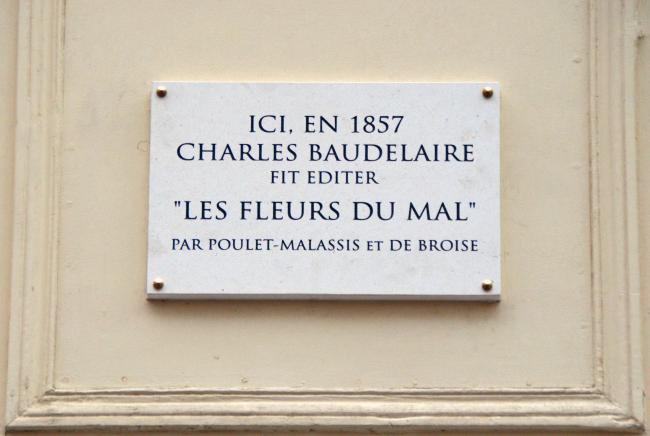 ICI, EN 1857
CHARLES BAUDELAIRE
FIT EDITER
"LES FLEURS DU MAL"
PAR POULET-MALASSIS ET DE BROISE